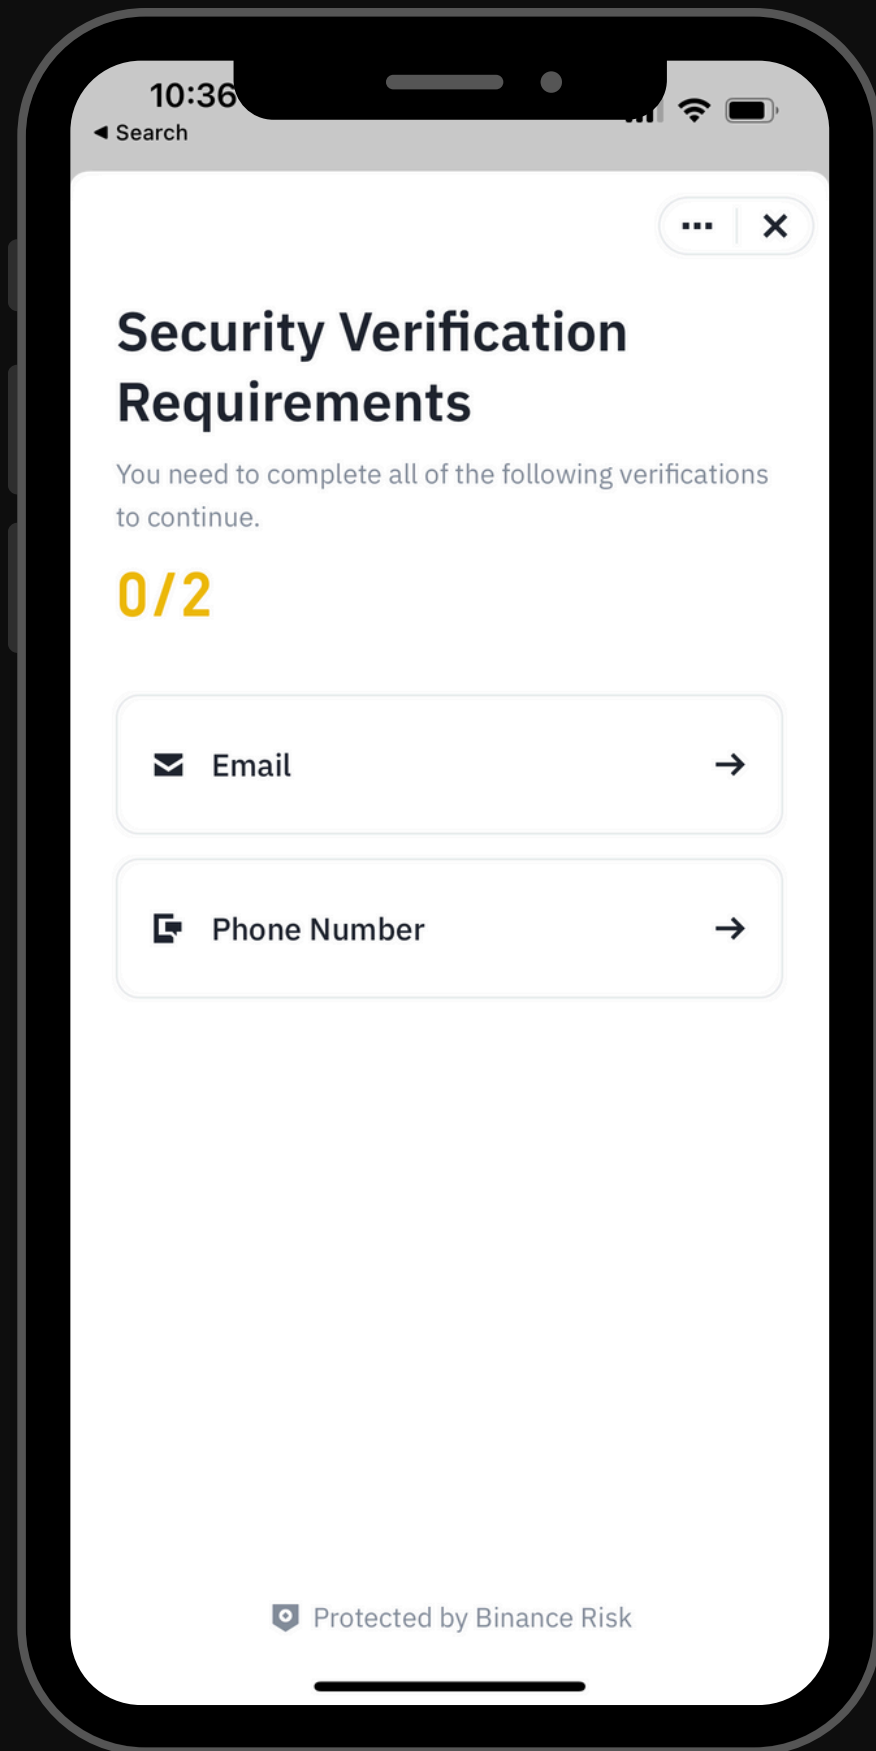 10:36
◀ Search
Security Verification
Requirements
You need to complete all of the following verifications
to continue.
0/2
Email
Phone Number
Protected by Binance Risk